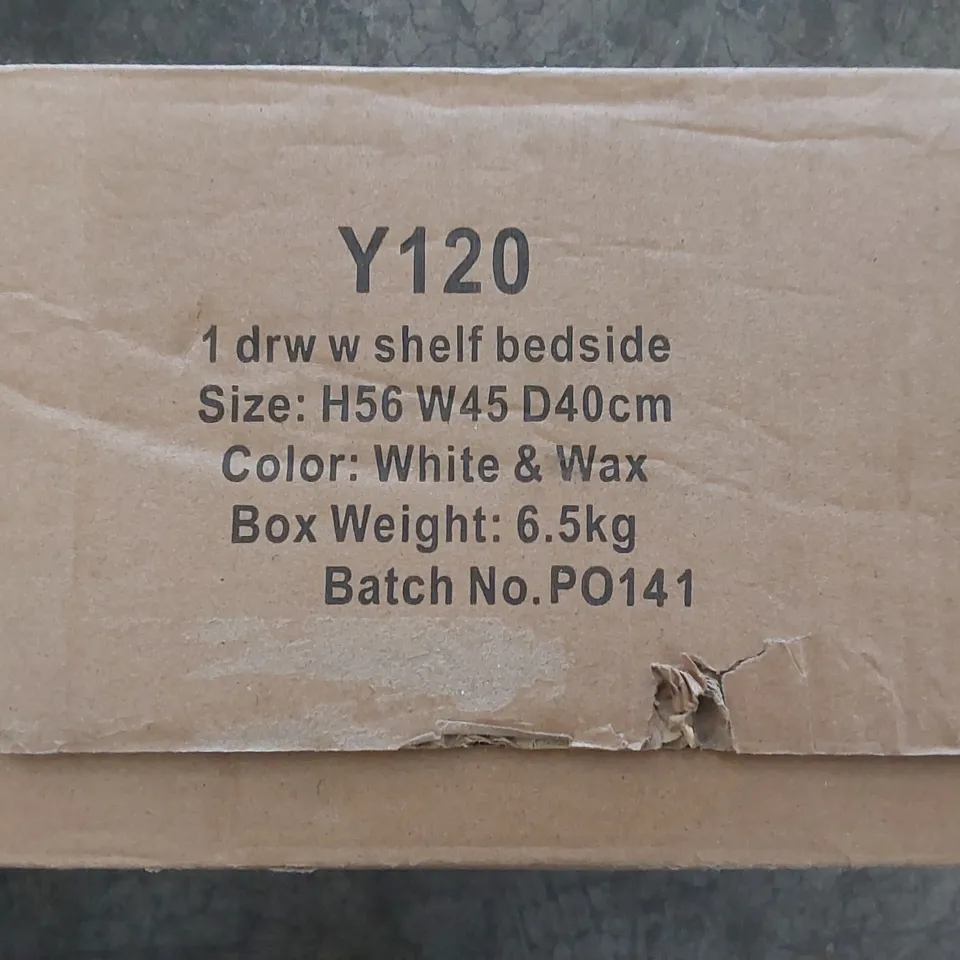 Y120
1 drw w shelf bedside
Size: H56 W45 D40cm
Color: White & Wax
Box Weight: 6.5kg
Batch No.PO141